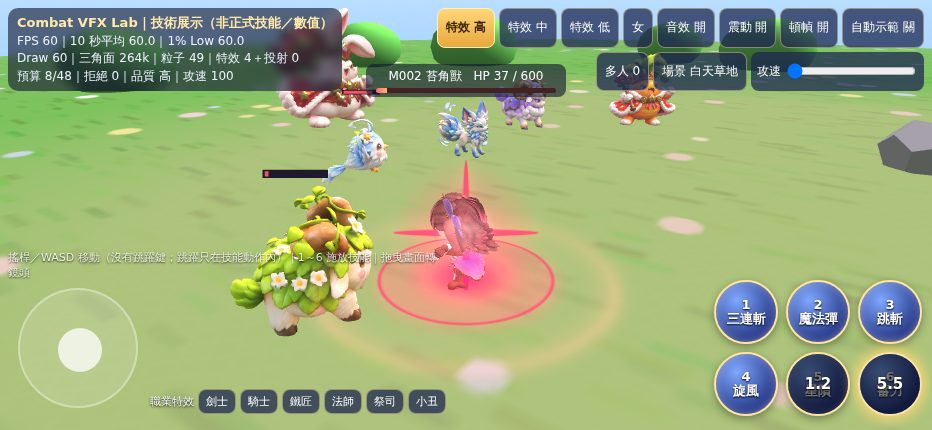 Combat VFX Lab｜技術展示（非正式技能／數值）
FPS 60｜10 秒平均 60.0｜1% Low 60.0
Draw 60｜三角面 264k｜粒子 49｜特效 4＋投射 0
預算 8/48｜拒絕 0｜品質 高｜攻速 100
特效 高
特效 中
特效 低
女
音效 開
震動 開
頓幀 開
自動示範 關
M002 苔角獸 HP 37 / 600
多人 0
場景 白天草地
攻速
搖桿／WASD 移動（沒有跳躍鍵；跳躍只在技能動作內）｜1～6 施放技能｜拖曳畫面轉
鏡頭
1
三連斬
2
魔法彈
3
跳斬
4
旋風
1.2
5.5
職業特效
劍士
騎士
鐵匠
法師
祭司
小丑